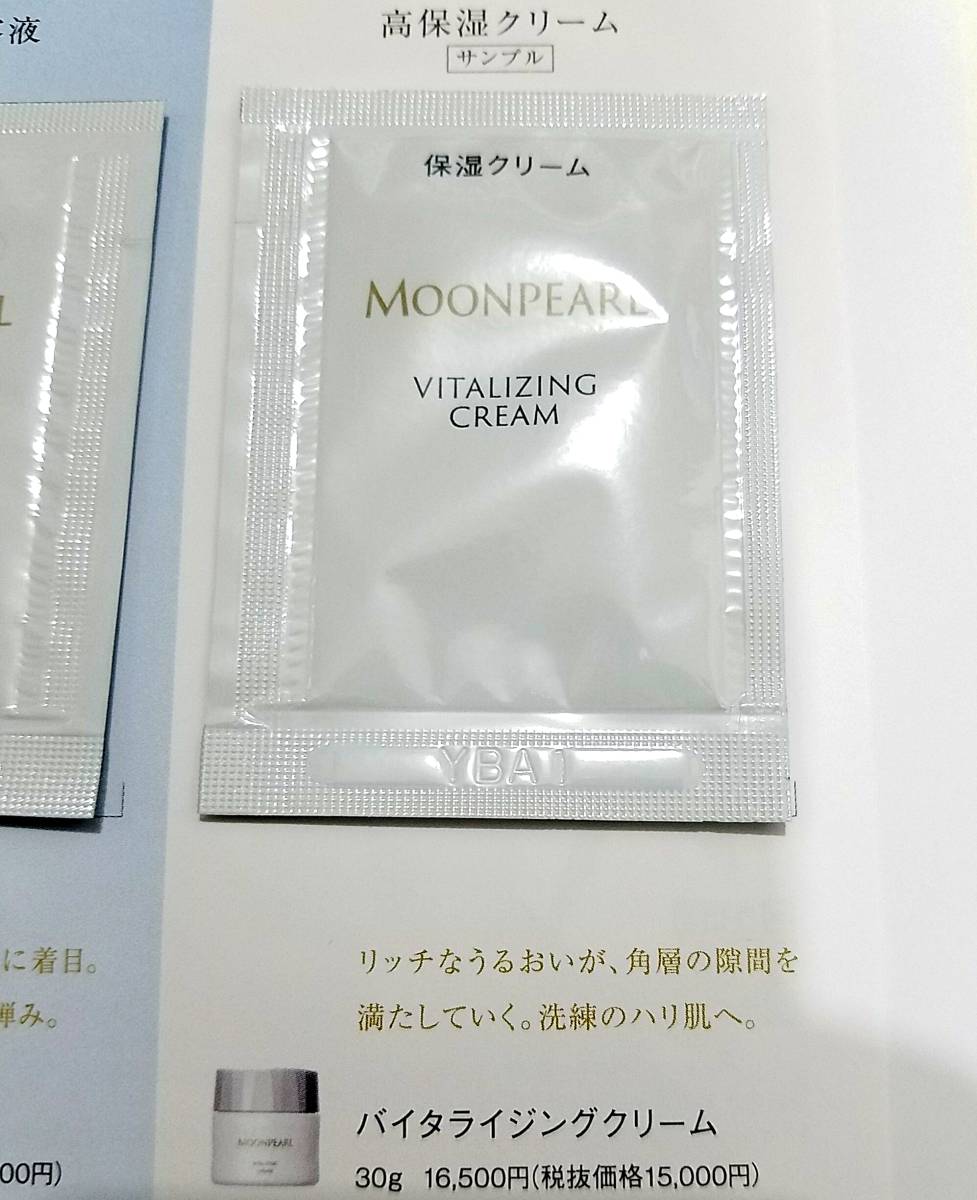 液
高保湿クリーム
サンプル
保湿クリーム
MOONPEARL
VITALIZING
CREAM
L
YBA1
に着目。
弾み。
リッチなうるおいが、角層の隙間を
満たしていく。洗練のハリ肌へ。
MOONPEARL
バイタライジングクリーム
30g 16,500円(税抜価格15,000円)
00円)